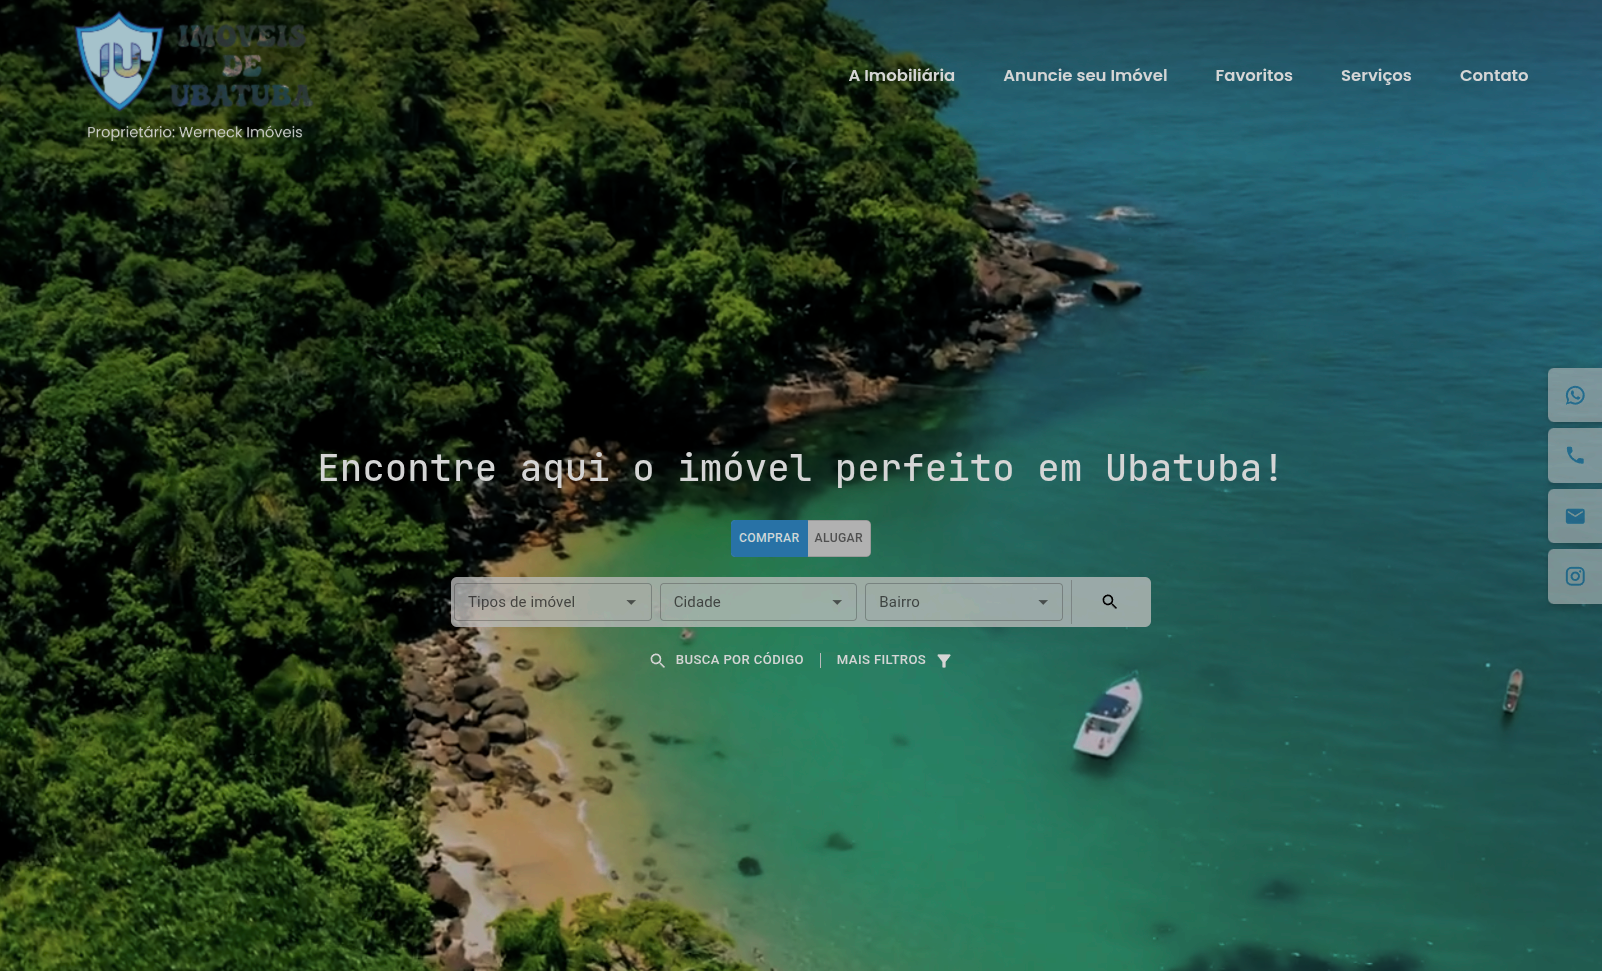 IMÓVEIS
DE
UBATUBA
Proprietário: Werneck Imóveis
A Imobiliária
Anuncie seu Imóvel
Favoritos
Serviços
Contato
Encontre aqui o imóvel perfeito em Ubatuba!
COMPRAR
ALUGAR
Tipos de imóvel
Cidade
Bairro
BUSCA POR CÓDIGO
MAIS FILTROS